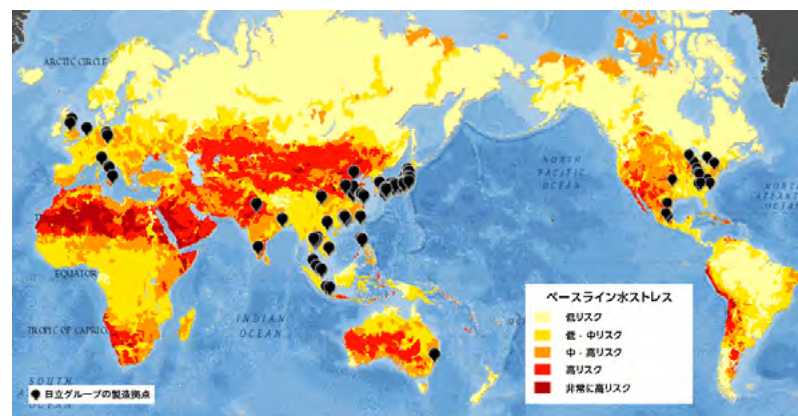 ARCTIC CIRCLE
NORTH
PACIFIC
OCEAN
NORTH
EQUATOR
INDIAN
OCEAN
TROPIC OF CAPRIC
SOUTH
ベースライン水ストレス
低リスク
低 - 中リスク
中 - 高リスク
高リスク
非常に高リスク
日立グループの製造拠点